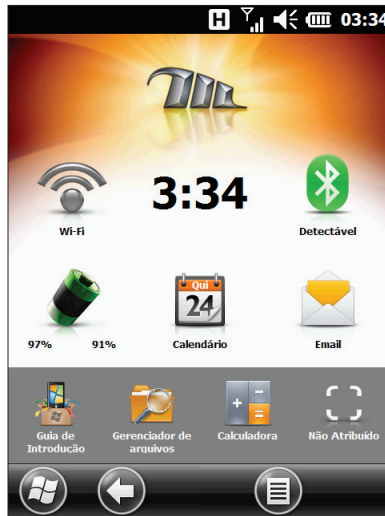 H 03:34
3:34
Wi-Fi
Detectável
Qui
24
97% 91% Calendário Email
Guia de Introdução
Gerenciador de arquivos
Calculadora
Não Atribuído